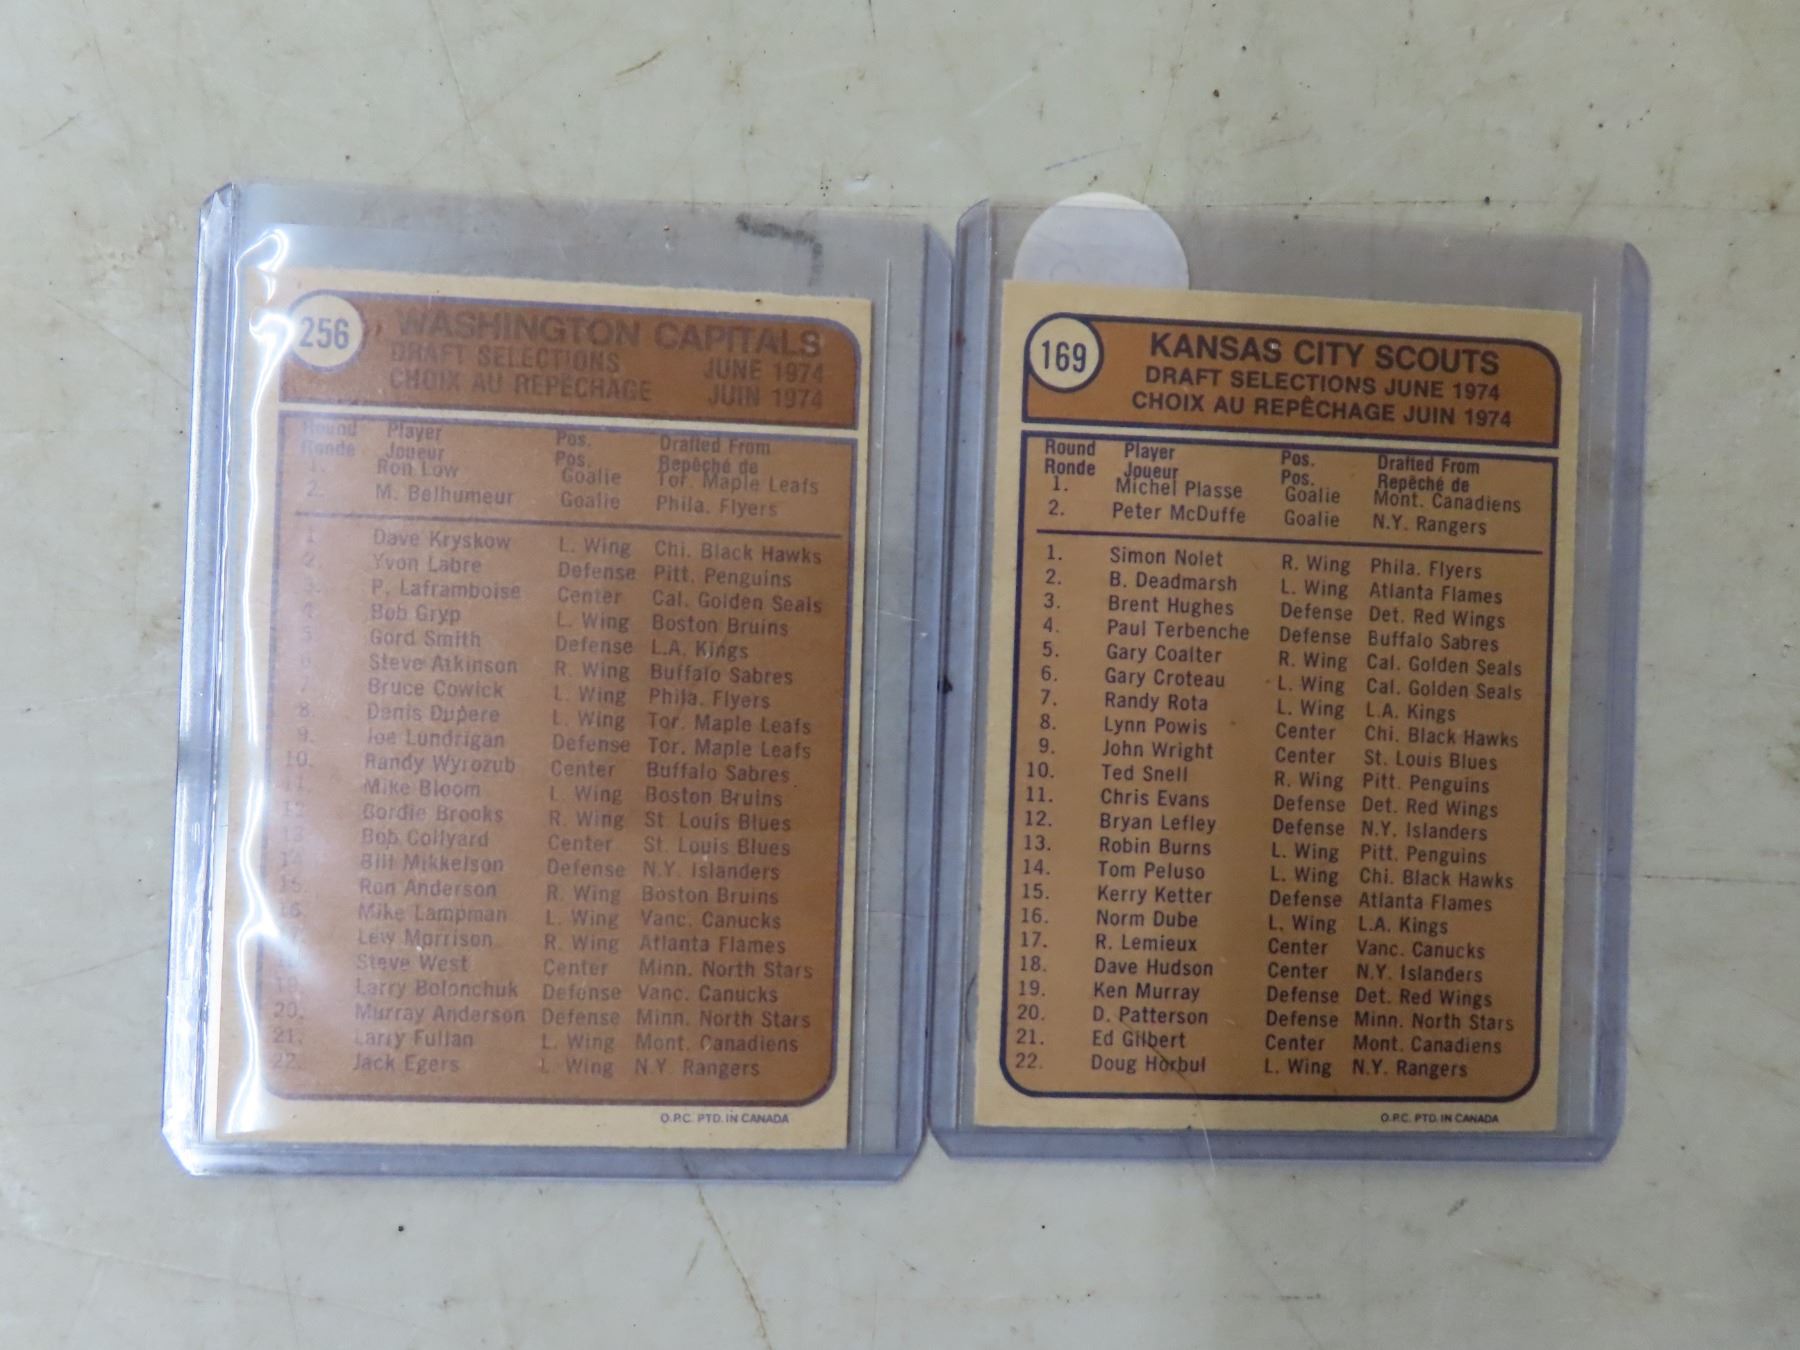 256
WASHINGTON CAPITALS
DRAFT SELECTIONS JUNE 1974
CHOIX AU REPÊCHAGE JUIN 1974
Round Player Pos. Drafted From
Ronde Joueur Pos. Repêché de
1. Ron Low Goalie Tor. Maple Leafs
2. M. Belhumeur Goalie Phila. Flyers
1 Dave Kryskow L. Wing Chi. Black Hawks
2. Yvon Labre Defense Pitt. Penguins
3. P. Laframboise Center Cal. Golden Seals
4. Bob Gryp L. Wing Boston Bruins
5. Gord Smith Defense L.A. Kings
6. Steve Atkinson R. Wing Buffalo Sabres
7. Bruce Cowick L. Wing Phila. Flyers
8. Denis Dupere L. Wing Tor. Maple Leafs
9. Joe Lundrigan Defense Tor. Maple Leafs
10. Randy Wyrozub Center Buffalo Sabres
11. Mike Bloom L. Wing Boston Bruins
12. Gordie Brooks R. Wing St. Louis Blues
13. Bob Collyard Center St. Louis Blues
14. Bill Mikkelson Defense N.Y. Islanders
15. Ron Anderson R. Wing Boston Bruins
16. Mike Lampman L. Wing Vanc. Canucks
17. Lew Morrison R. Wing Atlanta Flames
18. Steve West Center Minn. North Stars
19. Larry Bolonchuk Defense Vanc. Canucks
20. Murray Anderson Defense Minn. North Stars
21. Larry Fullan L. Wing Mont. Canadiens
22. Jack Egers L. Wing N.Y. Rangers
O.P.C. PTD. IN CANADA
169
KANSAS CITY SCOUTS
DRAFT SELECTIONS JUNE 1974
CHOIX AU REPÊCHAGE JUIN 1974
Round Player Pos. Drafted From
Ronde Joueur Pos. Repêché de
1. Michel Plasse Goalie Mont. Canadiens
2. Peter McDuffe Goalie N.Y. Rangers
1. Simon Nolet R. Wing Phila. Flyers
2. B. Deadmarsh L. Wing Atlanta Flames
3. Brent Hughes Defense Det. Red Wings
4. Paul Terbenche Defense Buffalo Sabres
5. Gary Coalter R. Wing Cal. Golden Seals
6. Gary Croteau L. Wing Cal. Golden Seals
7. Randy Rota L. Wing L.A. Kings
8. Lynn Powis Center Chi. Black Hawks
9. John Wright Center St. Louis Blues
10. Ted Snell R. Wing Pitt. Penguins
11. Chris Evans Defense Det. Red Wings
12. Bryan Lefley Defense N.Y. Islanders
13. Robin Burns L. Wing Pitt. Penguins
14. Tom Peluso L. Wing Chi. Black Hawks
15. Kerry Ketter Defense Atlanta Flames
16. Norm Dube L. Wing L.A. Kings
17. R. Lemieux Center Vanc. Canucks
18. Dave Hudson Center N.Y. Islanders
19. Ken Murray Defense Det. Red Wings
20. D. Patterson Defense Minn. North Stars
21. Ed Gilbert Center Mont. Canadiens
22. Doug Horbul L. Wing N.Y. Rangers
O.P.C. PTD. IN CANADA